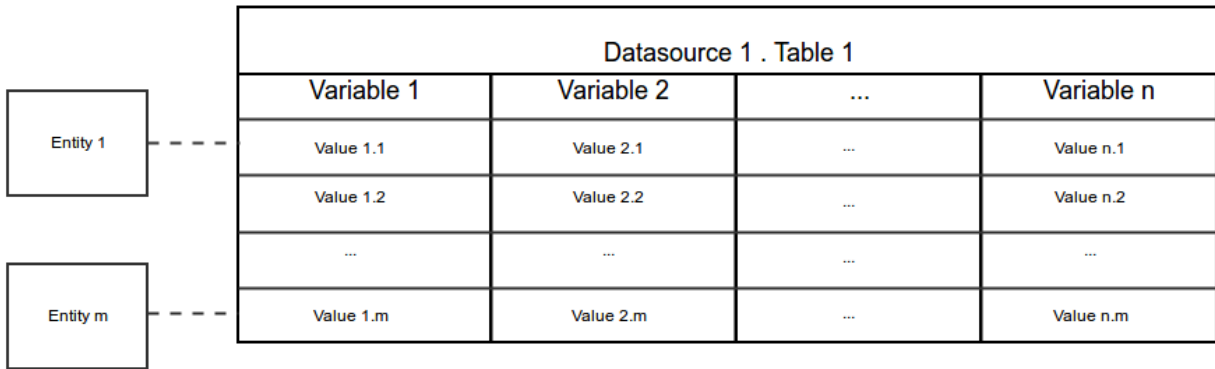 Datasource 1 . Table 1
Variable 1 Variable 2 ... Variable n
Entity 1 Value 1.1 Value 2.1 ... Value n.1
Value 1.2 Value 2.2 ... Value n.2
... ... ... ...
Entity m Value 1.m Value 2.m ... Value n.m